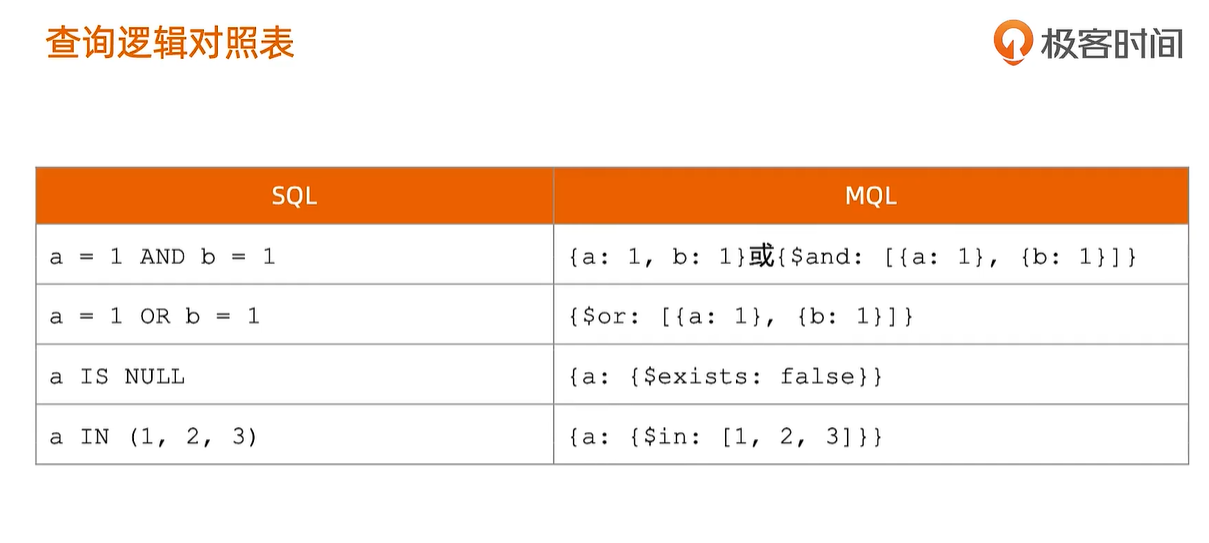 查询逻辑对照表
极客时间
SQL
MQL
a = 1 AND b = 1
{a: 1, b: 1}或{$and: [{a: 1}, {b: 1}]}
a = 1 OR b = 1
{$or: [{a: 1}, {b: 1}]}
a IS NULL
{a: {$exists: false}}
a IN (1, 2, 3)
{a: {$in: [1, 2, 3]}}